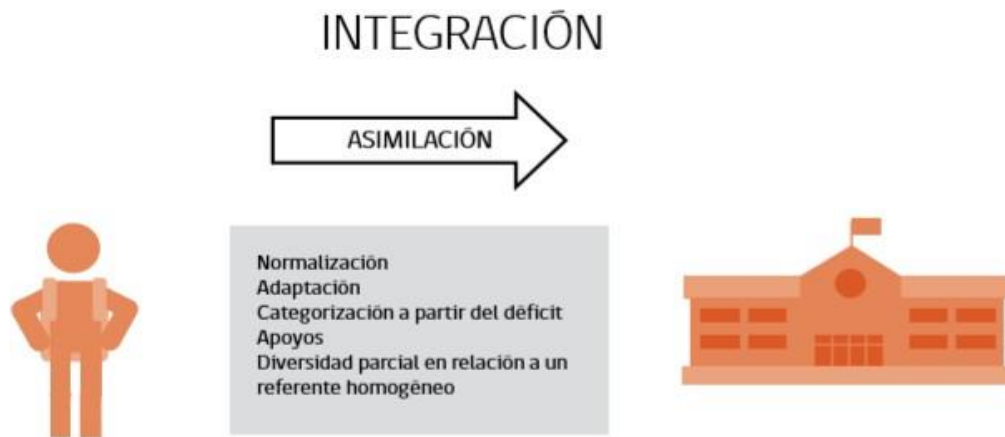 INTEGRACIÓN
ASIMILACIÓN
Normalización
Adaptación
Categorización a partir del déficit
Apoyos
Diversidad parcial en relación a un
referente homogéneo